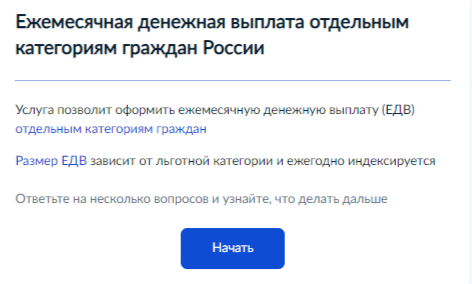 Ежемесячная денежная выплата отдельным
категориям граждан России
Услуга позволит оформить ежемесячную денежную выплату (ЕДВ)
отдельным категориям граждан
Размер ЕДВ зависит от льготной категории и ежегодно индексируется
Ответьте на несколько вопросов и узнайте, что делать дальше
Начать